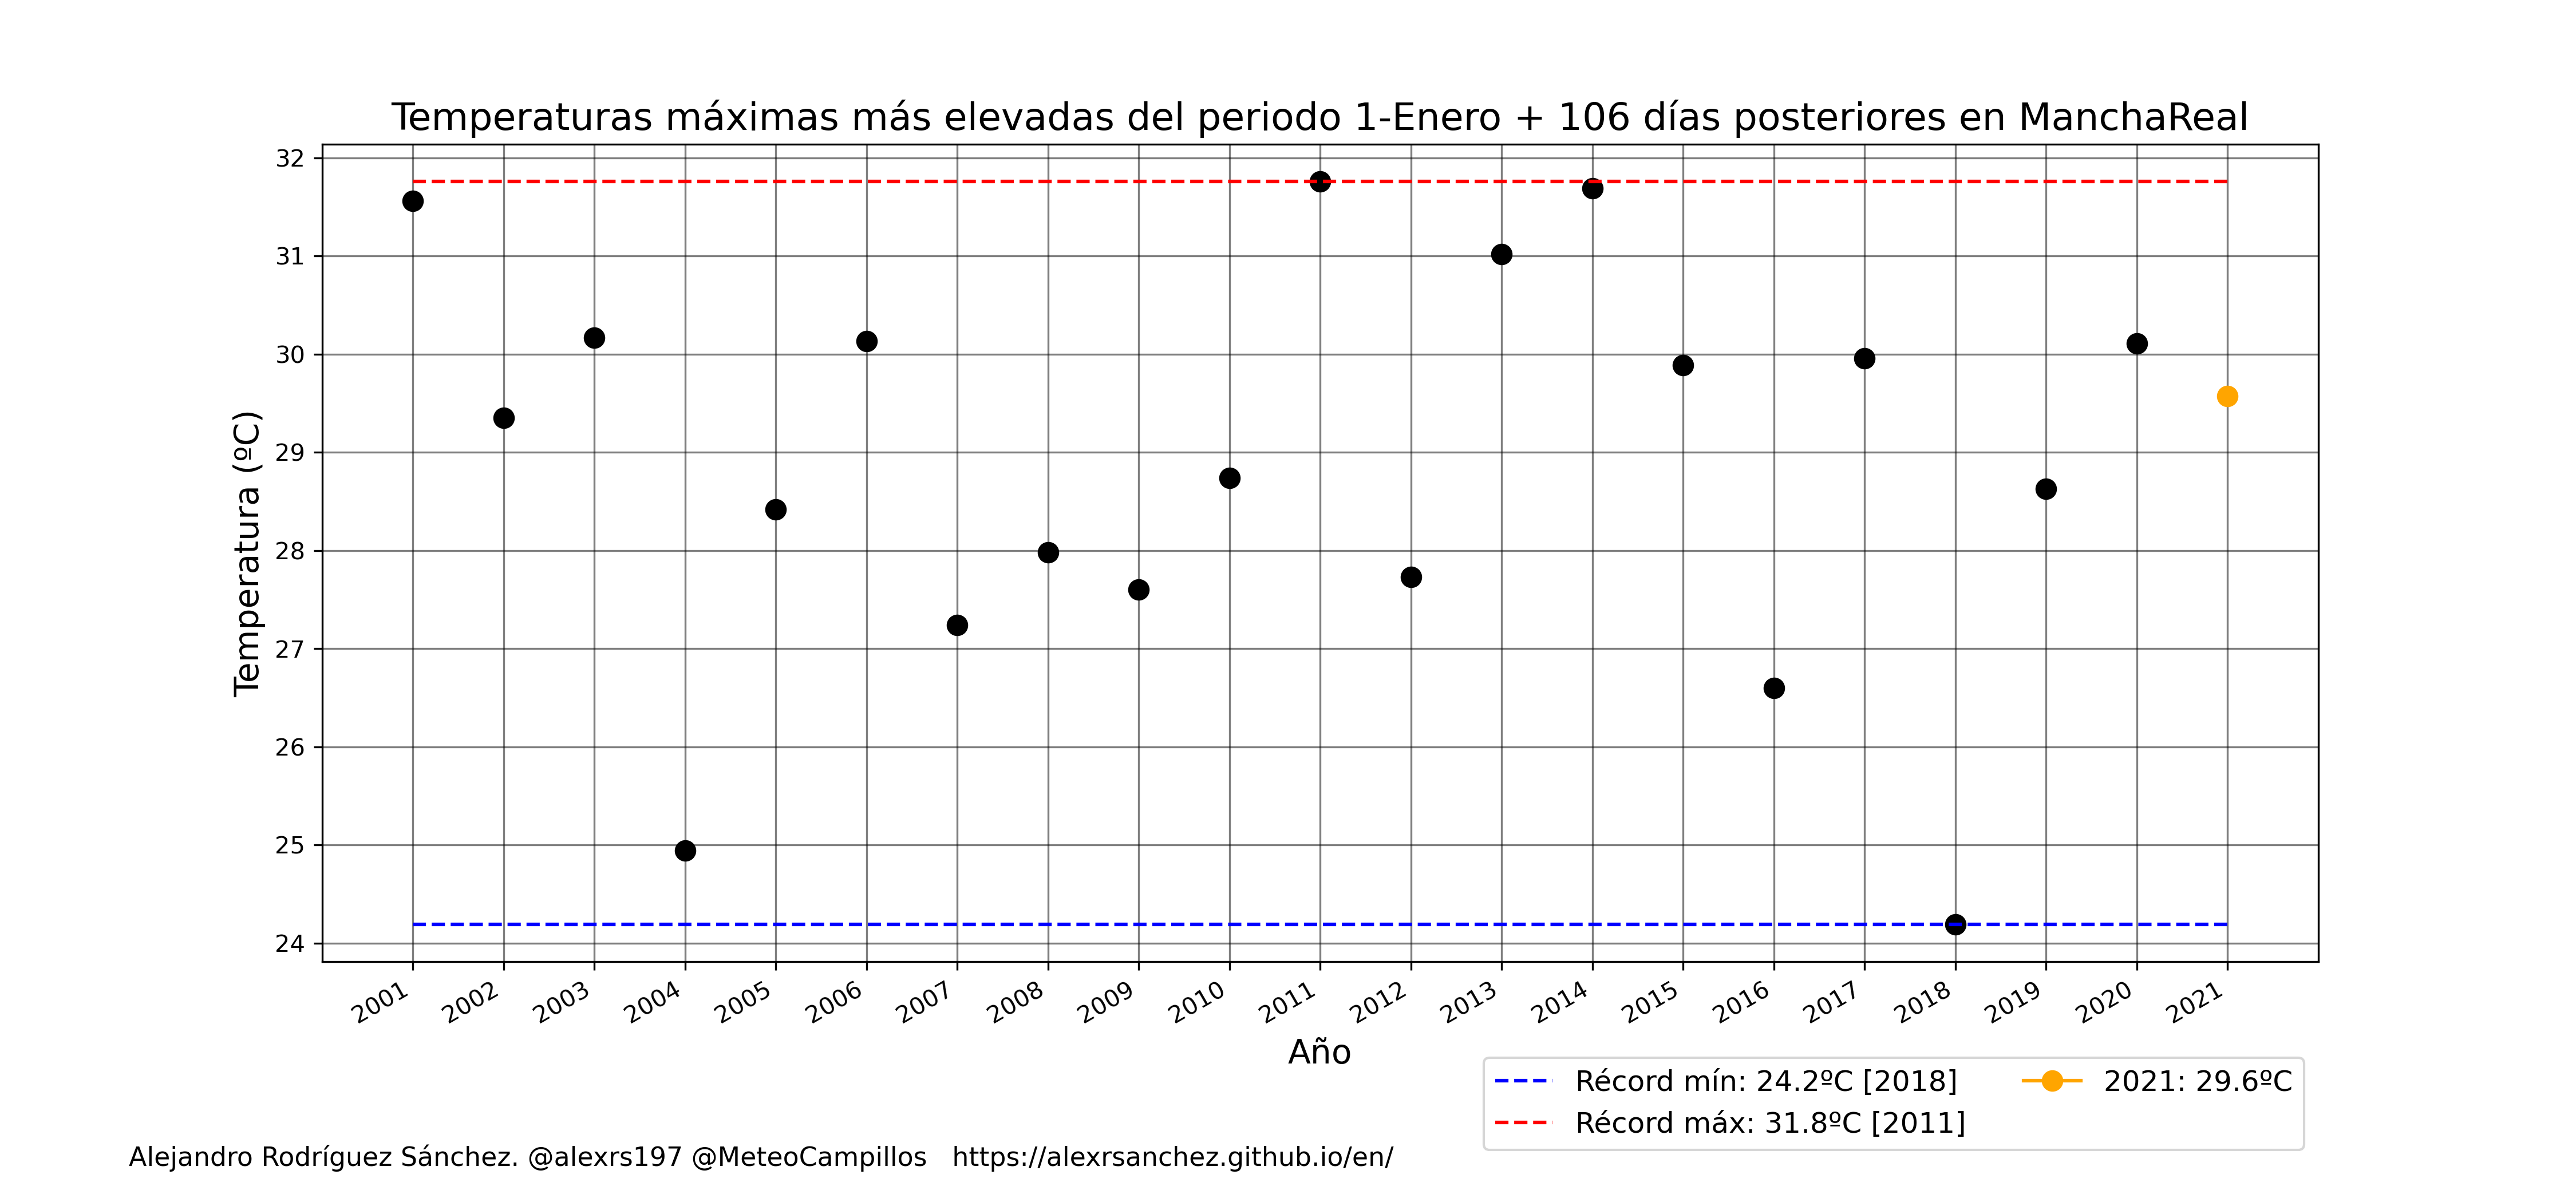 Temperaturas máximas más elevadas del periodo 1-Enero + 106 días posteriores en ManchaReal
Temperatura (ºC)
32
31
30
29
28
27
26
25
24
2001 2002 2003 2004 2005 2006 2007 2008 2009 2010 2011 2012 2013 2014 2015 2016 2017 2018 2019 2020 2021
Año
Récord mín: 24.2ºC [2018]
Récord máx: 31.8ºC [2011]
2021: 29.6ºC
Alejandro Rodríguez Sánchez. @alexrs197 @MeteoCampillos https://alexrsanchez.github.io/en/